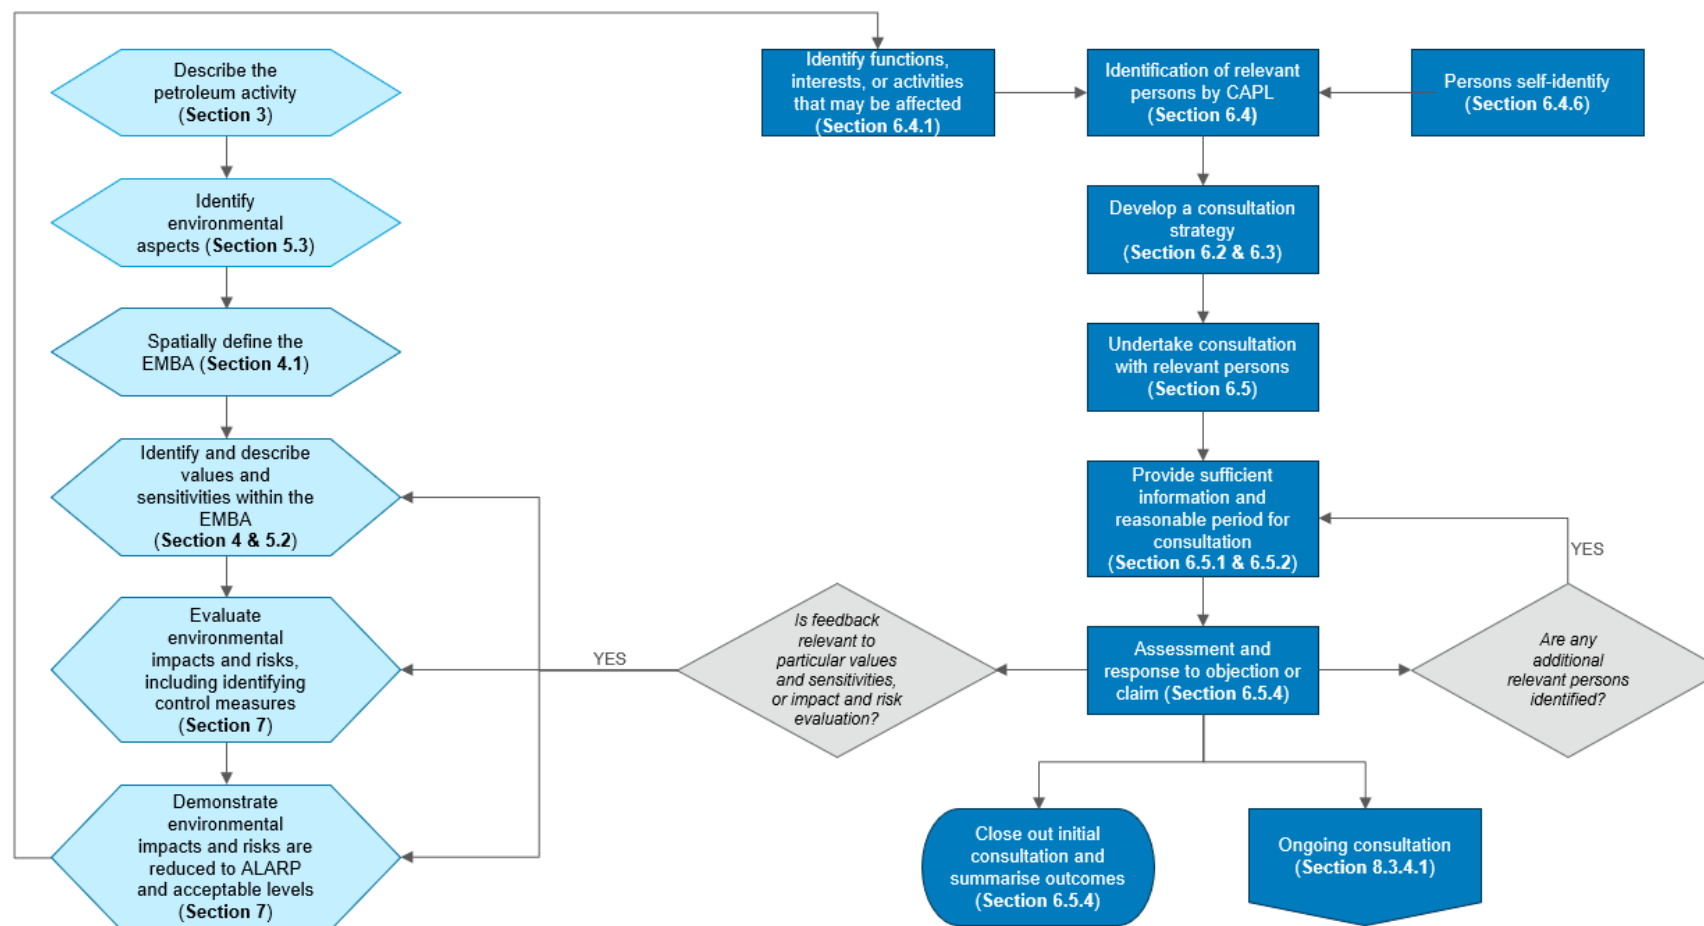 Describe the
petroleum activity
(Section 3)
Identify
environmental
aspects (Section 5.3)
Spatially define the
EMBA (Section 4.1)
Identify and describe
values and
sensitivities within the
EMBA
(Section 4 & 5.2)
Evaluate
environmental
impacts and risks,
including identifying
control measures
(Section 7)
Demonstrate
environmental
impacts and risks are
reduced to ALARP
and acceptable levels
(Section 7)
Identify functions,
interests, or activities
that may be affected
(Section 6.4.1)
Identification of relevant
persons by CAPL
(Section 6.4)
Persons self-identify
(Section 6.4.6)
Develop a consultation
strategy
(Section 6.2 & 6.3)
Undertake consultation
with relevant persons
(Section 6.5)
Provide sufficient
information and
reasonable period for
consultation
(Section 6.5.1 & 6.5.2)
YES
Is feedback
relevant to
particular values
and sensitivities,
or impact and risk
evaluation?
YES
Assessment and
response to objection or
claim (Section 6.5.4)
Are any
additional
relevant persons
identified?
Close out initial
consultation and
summarise outcomes
(Section 6.5.4)
Ongoing consultation
(Section 8.3.4.1)